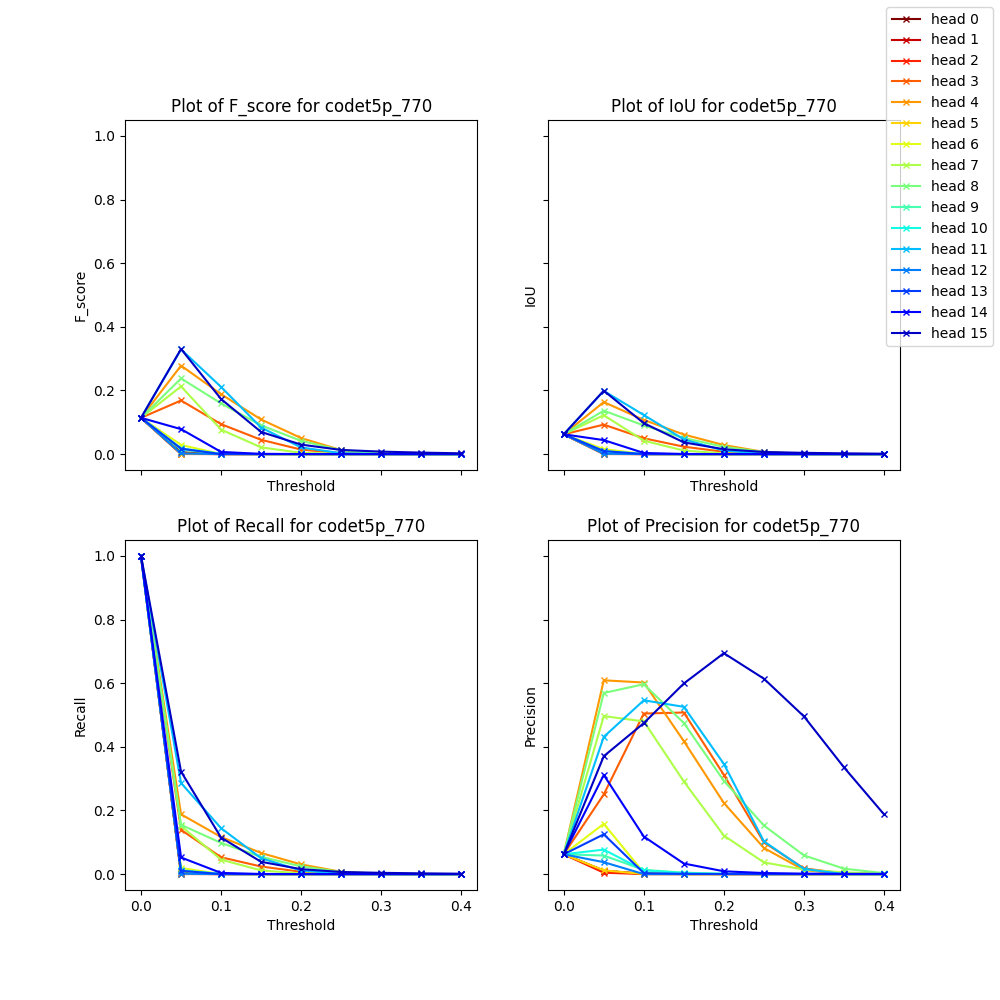 head 0
head 1
head 2
head 3
head 4
head 5
head 6
head 7
head 8
head 9
head 10
head 11
head 12
head 13
head 14
head 15
Plot of F_score for codet5p_770
1.0
0.8
0.6
0.4
0.2
0.0
F_score
Threshold
Plot of IoU for codet5p_770
IoU
Threshold
Plot of Recall for codet5p_770
1.0
0.8
0.6
0.4
0.2
0.0
Recall
0.0 0.1 0.2 0.3 0.4
Threshold
Plot of Precision for codet5p_770
Precision
0.0 0.1 0.2 0.3 0.4
Threshold